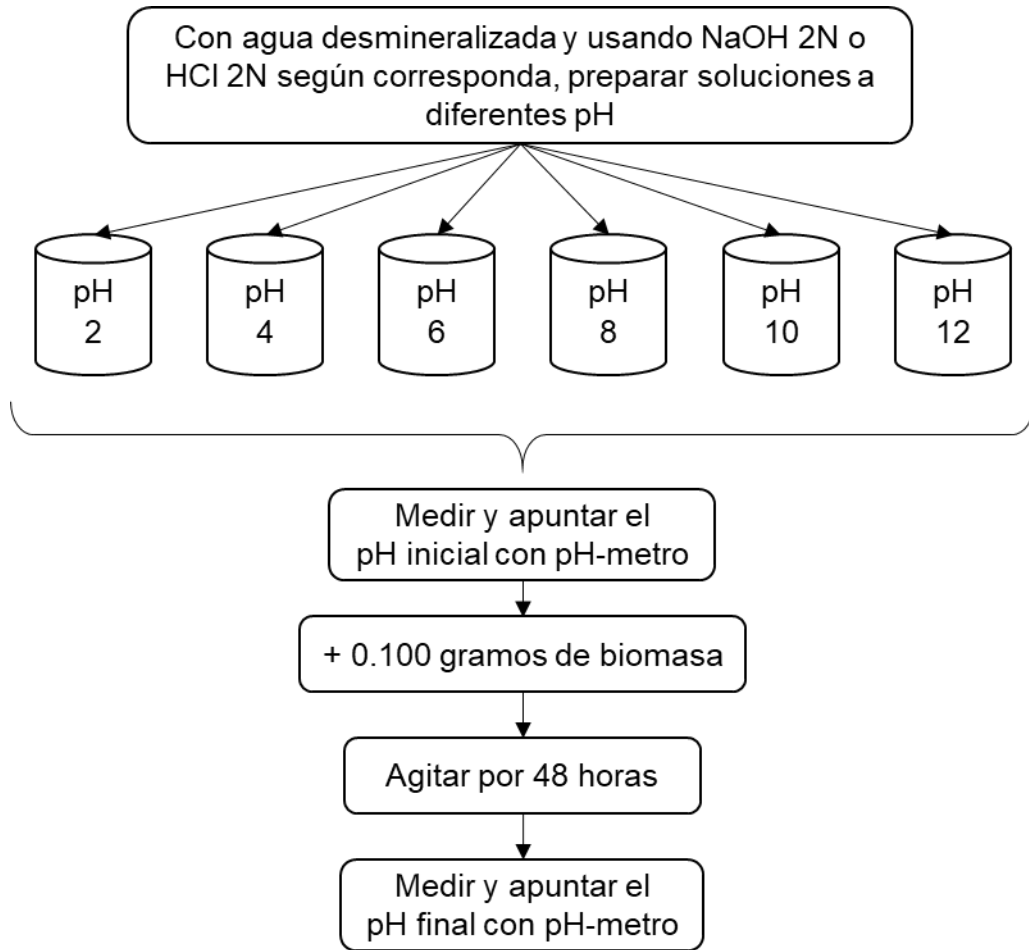 Con agua desmineralizada y usando NaOH 2N o
HCl 2N según corresponda, preparar soluciones a
diferentes pH
pH
2
pH
4
pH
6
pH
8
pH
10
pH
12
Medir y apuntar el
pH inicial con pH-metro
+ 0.100 gramos de biomasa
Agitar por 48 horas
Medir y apuntar el
pH final con pH-metro